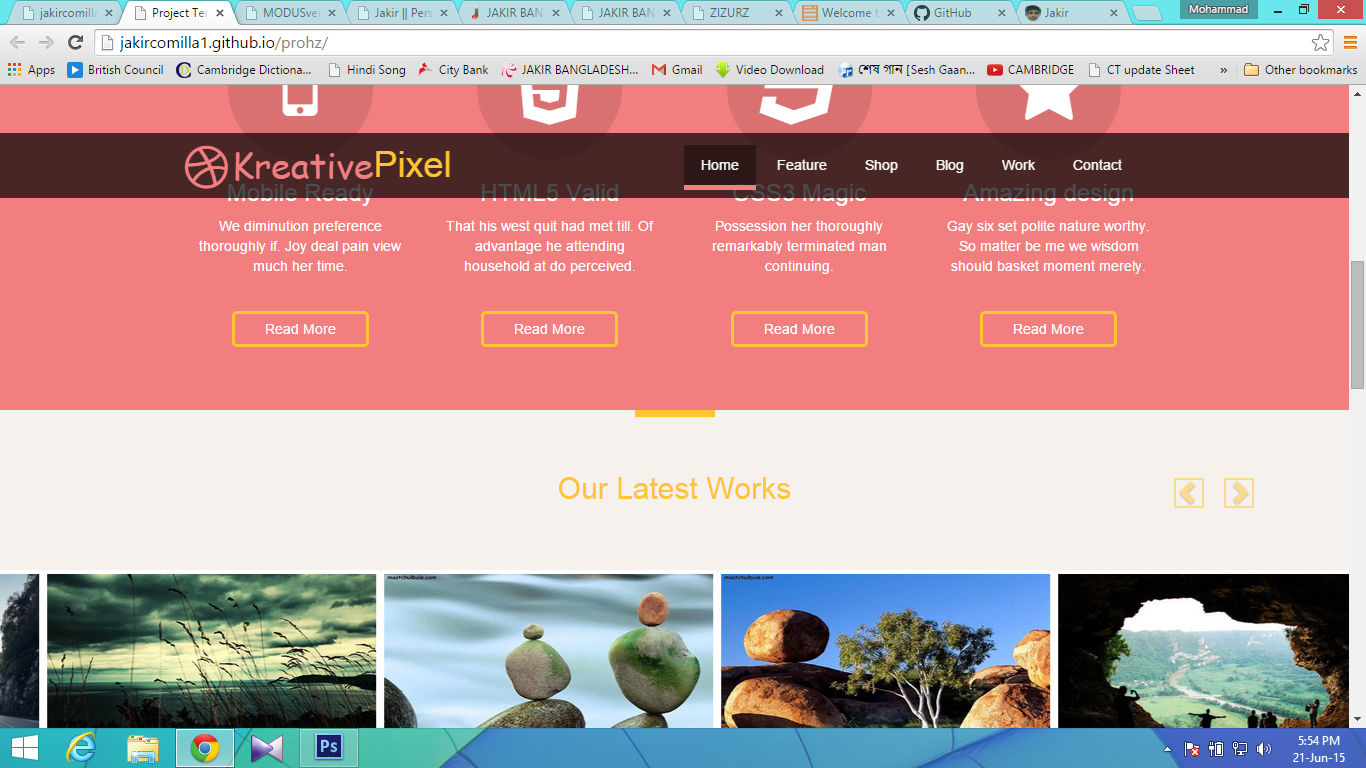 jakircomilla Project Ter MODUSver Jakir || Pers JAKIR BAN JAKIR BAN ZIZURZ Welcome t GitHub Jakir Mohammad
jakircomilla1.github.io/prohz/
Apps British Council Cambridge Dictiona... Hindi Song City Bank JAKIR BANGLADESH... Gmail Video Download শেষ গান [Sesh Gaan... CAMBRIDGE CT update Sheet » Other bookmarks
KreativePixel Home Feature Shop Blog Work Contact
Mobile Ready HTML5 Valid CSS3 Magic Amazing design
We diminution preference
thoroughly if. Joy deal pain view
much her time.
That his west quit had met till. Of
advantage he attending
household at do perceived.
Possession her thoroughly
remarkably terminated man
continuing.
Gay six set polite nature worthy.
So matter be me we wisdom
should basket moment merely.
Read More Read More Read More Read More
Our Latest Works
mastchulbule.com mastchulbule.com
Ps
5:54 PM
21-Jun-15